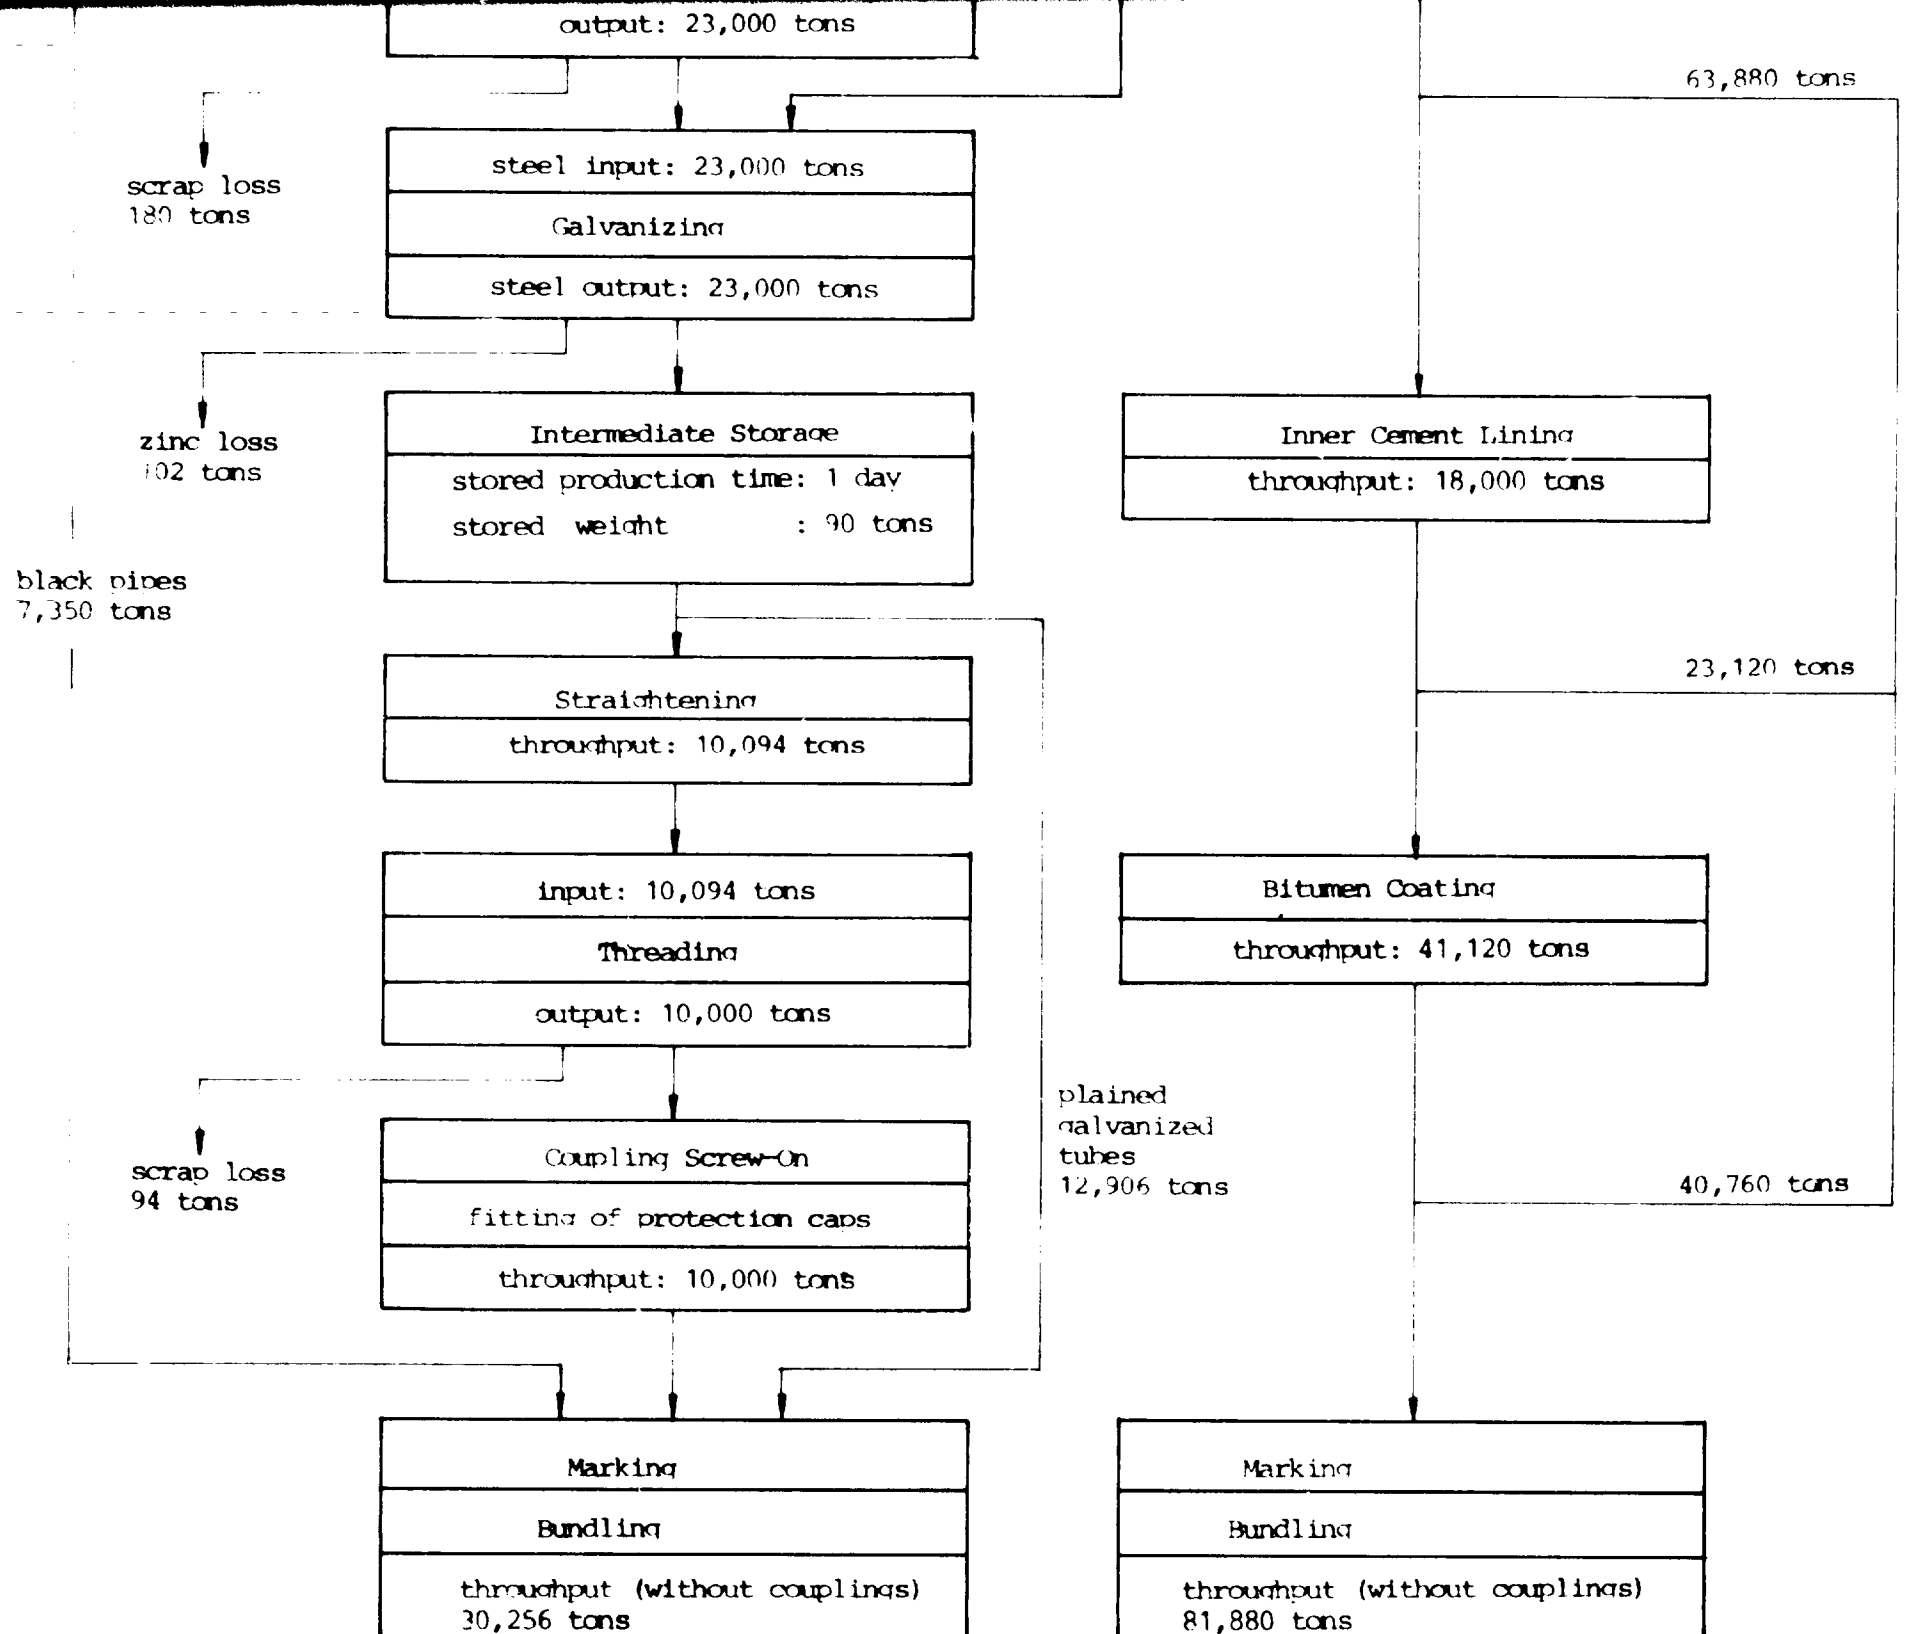 output: 23,000 tons
63,880 tons
steel input: 23,000 tons
scrap loss
180 tons
Galvanizing
steel output: 23,000 tons
zinc loss
102 tons
Intermediate Storage
stored production time: 1 day
stored weight : 90 tons
Inner Cement Lining
throughput: 18,000 tons
black pipes
7,350 tons
23,120 tons
Straightening
throughput: 10,094 tons
input: 10,094 tons
Threading
output: 10,000 tons
Bitumen Coating
throughput: 41,120 tons
scrap loss
94 tons
Coupling Screw-On
fitting of protection caps
throughput: 10,000 tons
plained
galvanized
tubes
12,906 tons
40,760 tons
Marking
Bundling
throughput (without couplings)
30,256 tons
Marking
Bundling
throughput (without couplings)
81,880 tons